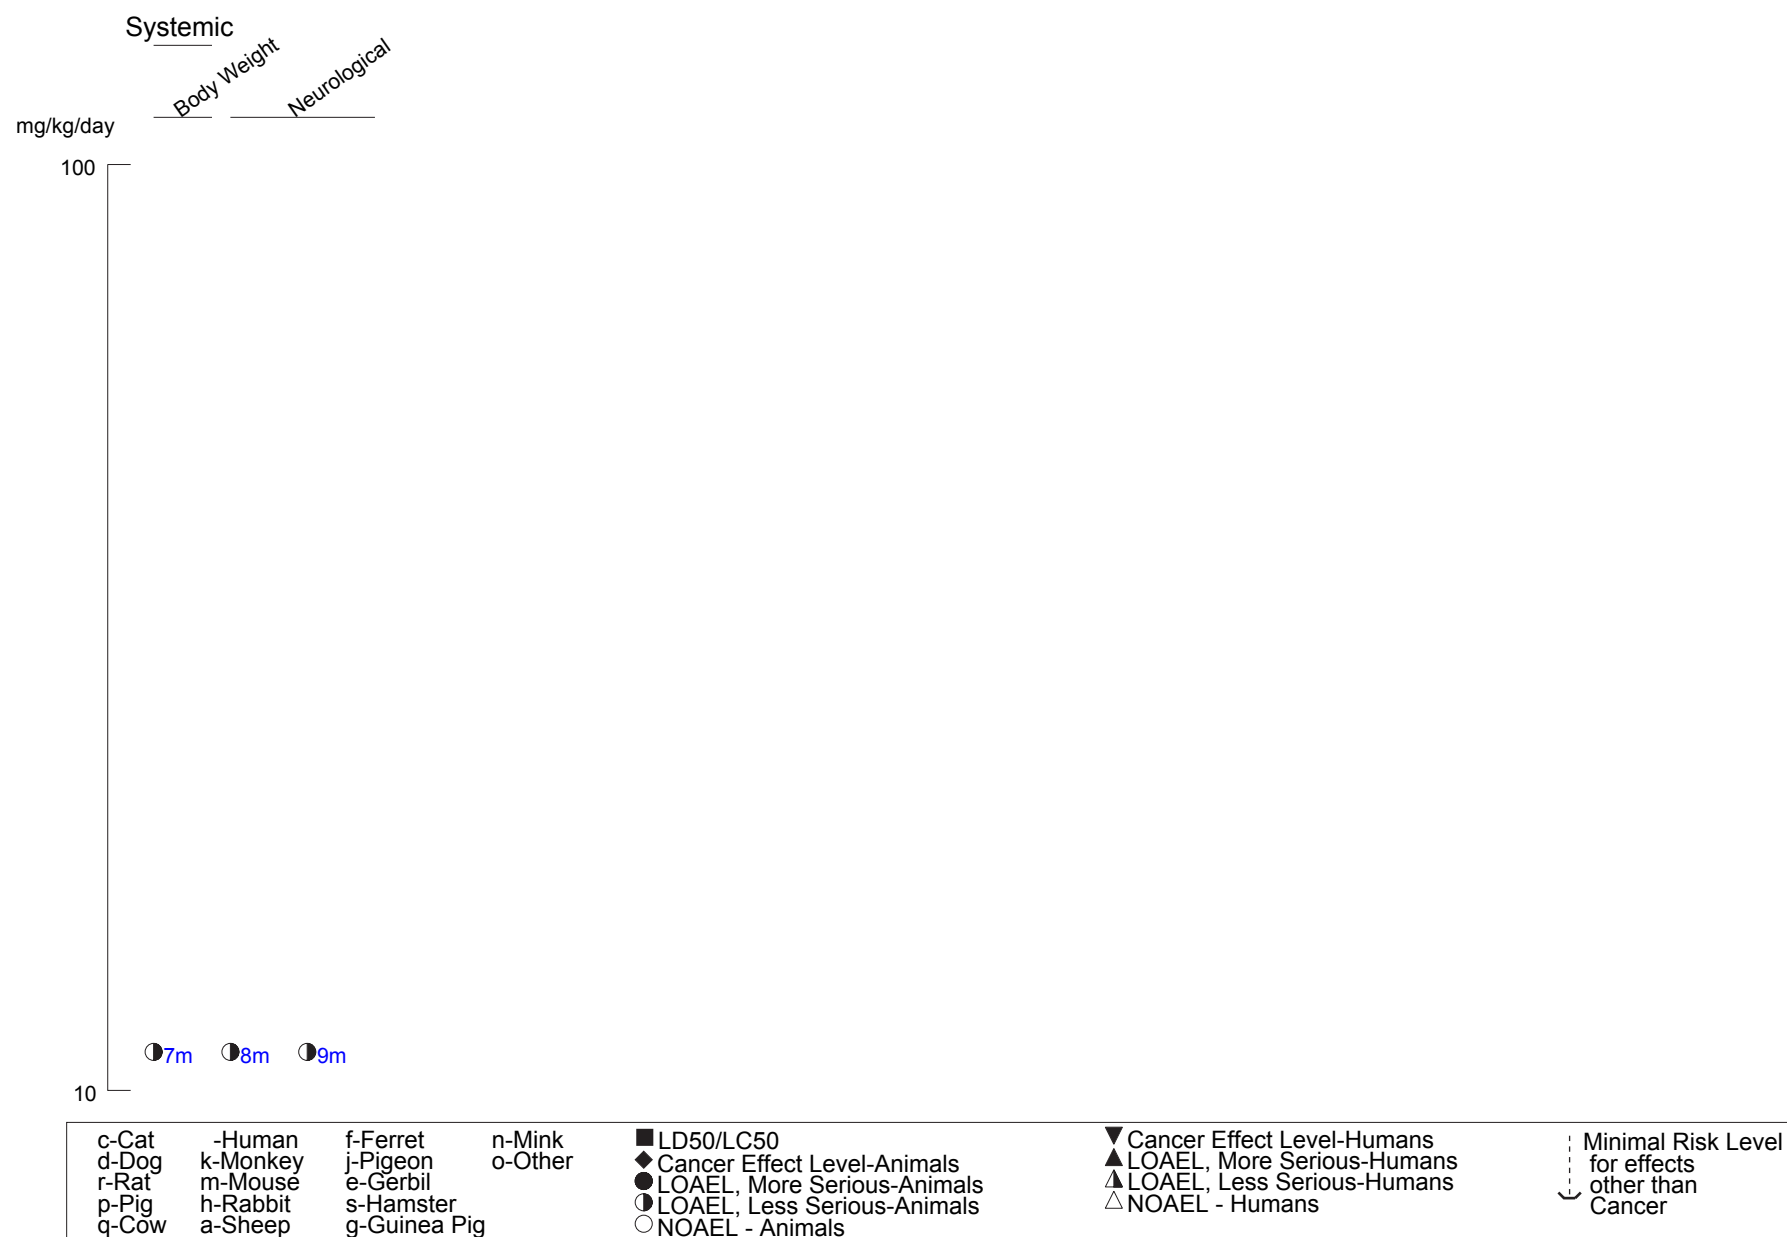 Systemic
Body Weight
Neurological
mg/kg/day
100
7m 8m 9m
10
c-Cat -Human f-Ferret n-Mink LD50/LC50 Cancer Effect Level-Humans Minimal Risk Level
d-Dog k-Monkey j-Pigeon o-Other Cancer Effect Level-Animals LOAEL, More Serious-Humans for effects
r-Rat m-Mouse e-Gerbil LOAEL, More Serious-Animals LOAEL, Less Serious-Humans other than
p-Pig h-Rabbit s-Hamster LOAEL, Less Serious-Animals NOAEL - Humans Cancer
q-Cow a-Sheep g-Guinea Pig NOAEL - Animals